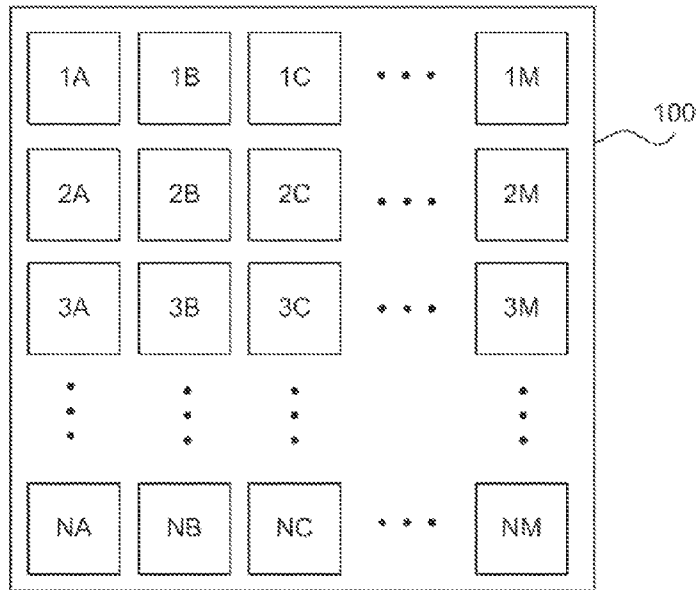 1A 1B 1C • • • 1M
100
2A 2B 2C • • • 2M
3A 3B 3C • • • 3M
NA NB NC • • • NM